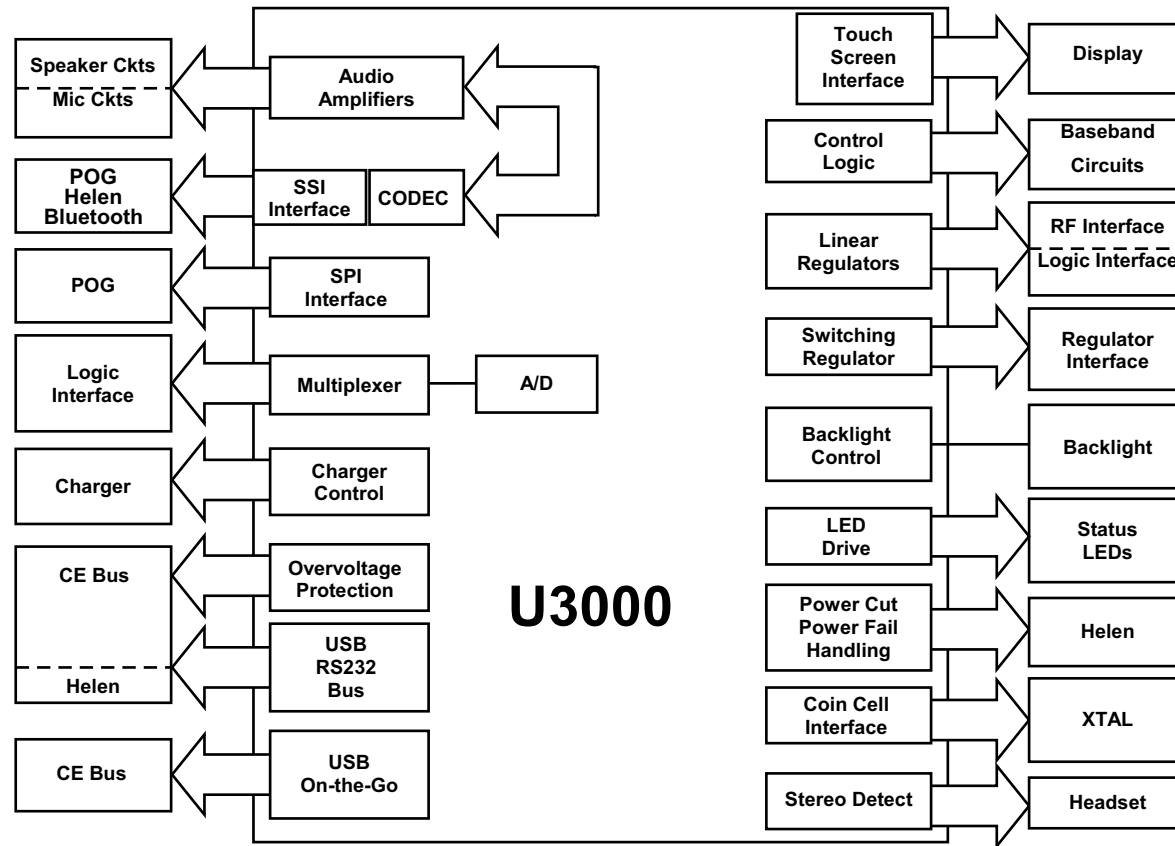 Speaker Ckts
Mic Ckts
Audio
Amplifiers
POG
Helen
Bluetooth
SSI
Interface
CODEC
POG
SPI
Interface
Logic
Interface
Multiplexer
A/D
Charger
Charger
Control
CE Bus
Helen
Overvoltage
Protection
USB
RS232
Bus
CE Bus
USB
On-the-Go
U3000
Touch
Screen
Interface
Display
Control
Logic
Baseband
Circuits
Linear
Regulators
RF Interface
Logic Interface
Switching
Regulator
Regulator
Interface
Backlight
Control
Backlight
LED
Drive
Status
LEDs
Power Cut
Power Fail
Handling
Helen
Coin Cell
Interface
XTAL
Stereo Detect
Headset